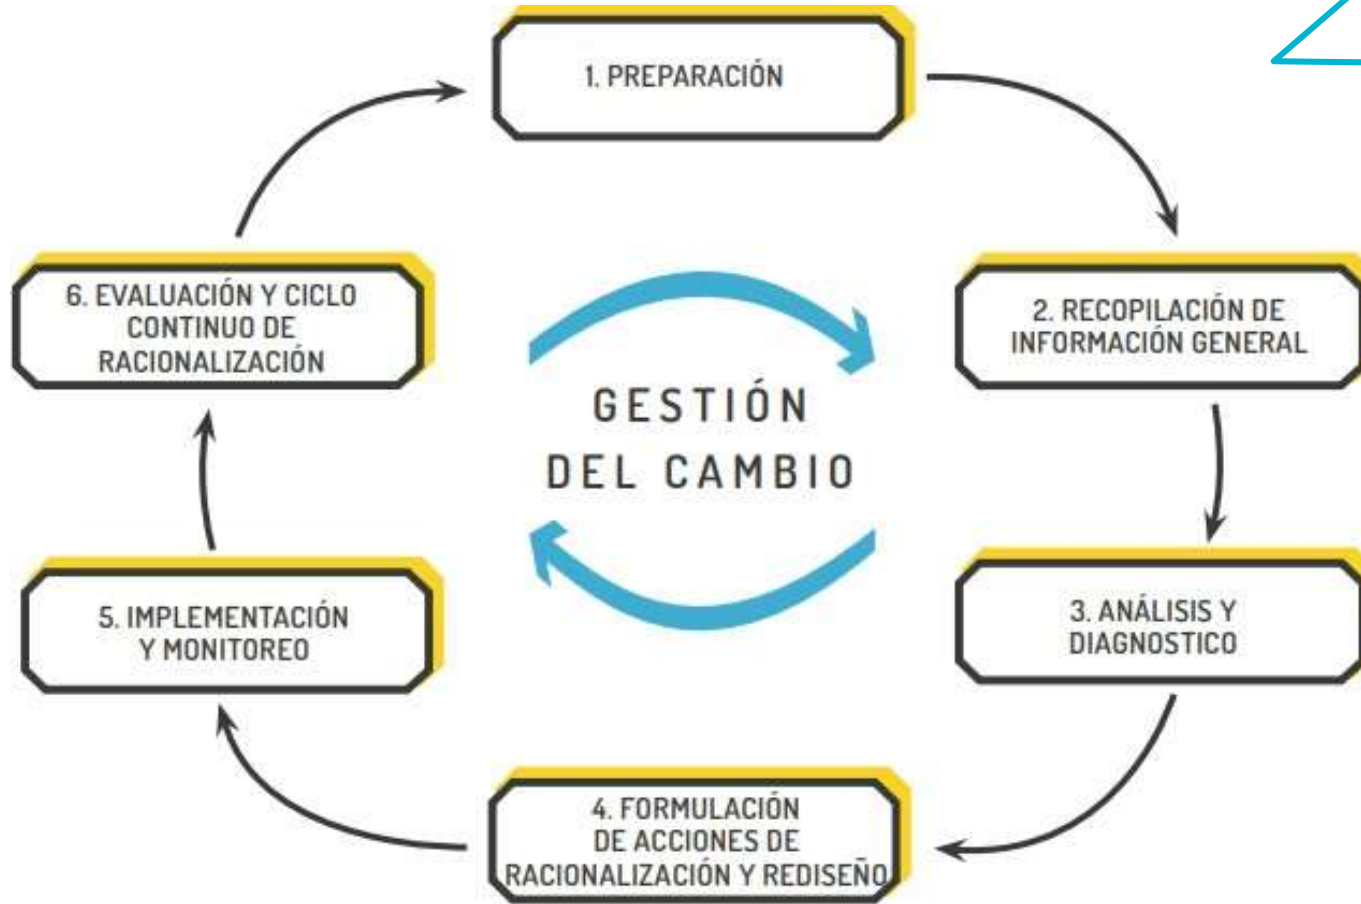 1. PREPARACIÓN
2. RECOPILACIÓN DE
INFORMACIÓN GENERAL
3. ANÁLISIS Y
DIAGNOSTICO
4. FORMULACIÓN
DE ACCIONES DE
RACIONALIZACIÓN Y REDISEÑO
5. IMPLEMENTACIÓN
Y MONITOREO
6. EVALUACIÓN Y CICLO
CONTINUO DE
RACIONALIZACIÓN
GESTIÓN
DEL CAMBIO